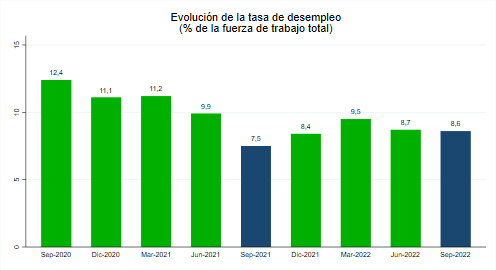 Evolución de la tasa de desempleo
(% de la fuerza de trabajo total)
15
10
5
0
12,4
11,1
11,2
9,9
7,5
8,4
9,5
8,7
8,6
Sep-2020
Dic-2020
Mar-2021
Jun-2021
Sep-2021
Dic-2021
Mar-2022
Jun-2022
Sep-2022